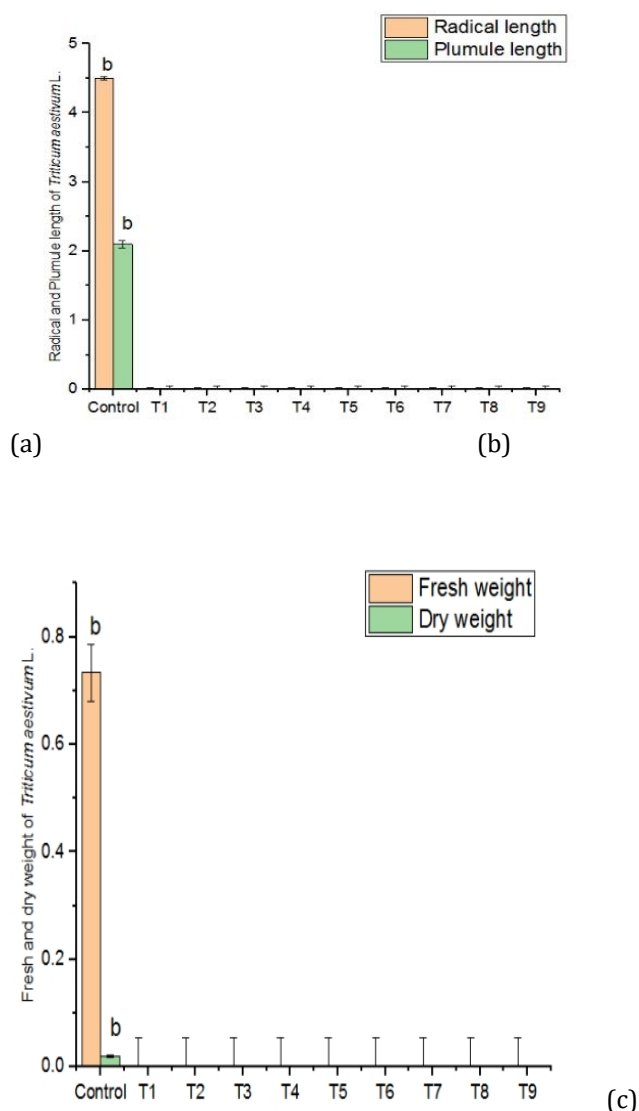 Radical length
Plumule length
Radical and Plumule length of Triticum aestivum L.
5
4
3
2
1
0
b
b
Control T1 T2 T3 T4 T5 T6 T7 T8 T9
(a) (b)
Fresh weight
Dry weight
Fresh and dry weight of Triticum aestivum L.
0.8
0.6
0.4
0.2
0.0
b
b
Control T1 T2 T3 T4 T5 T6 T7 T8 T9
(c)